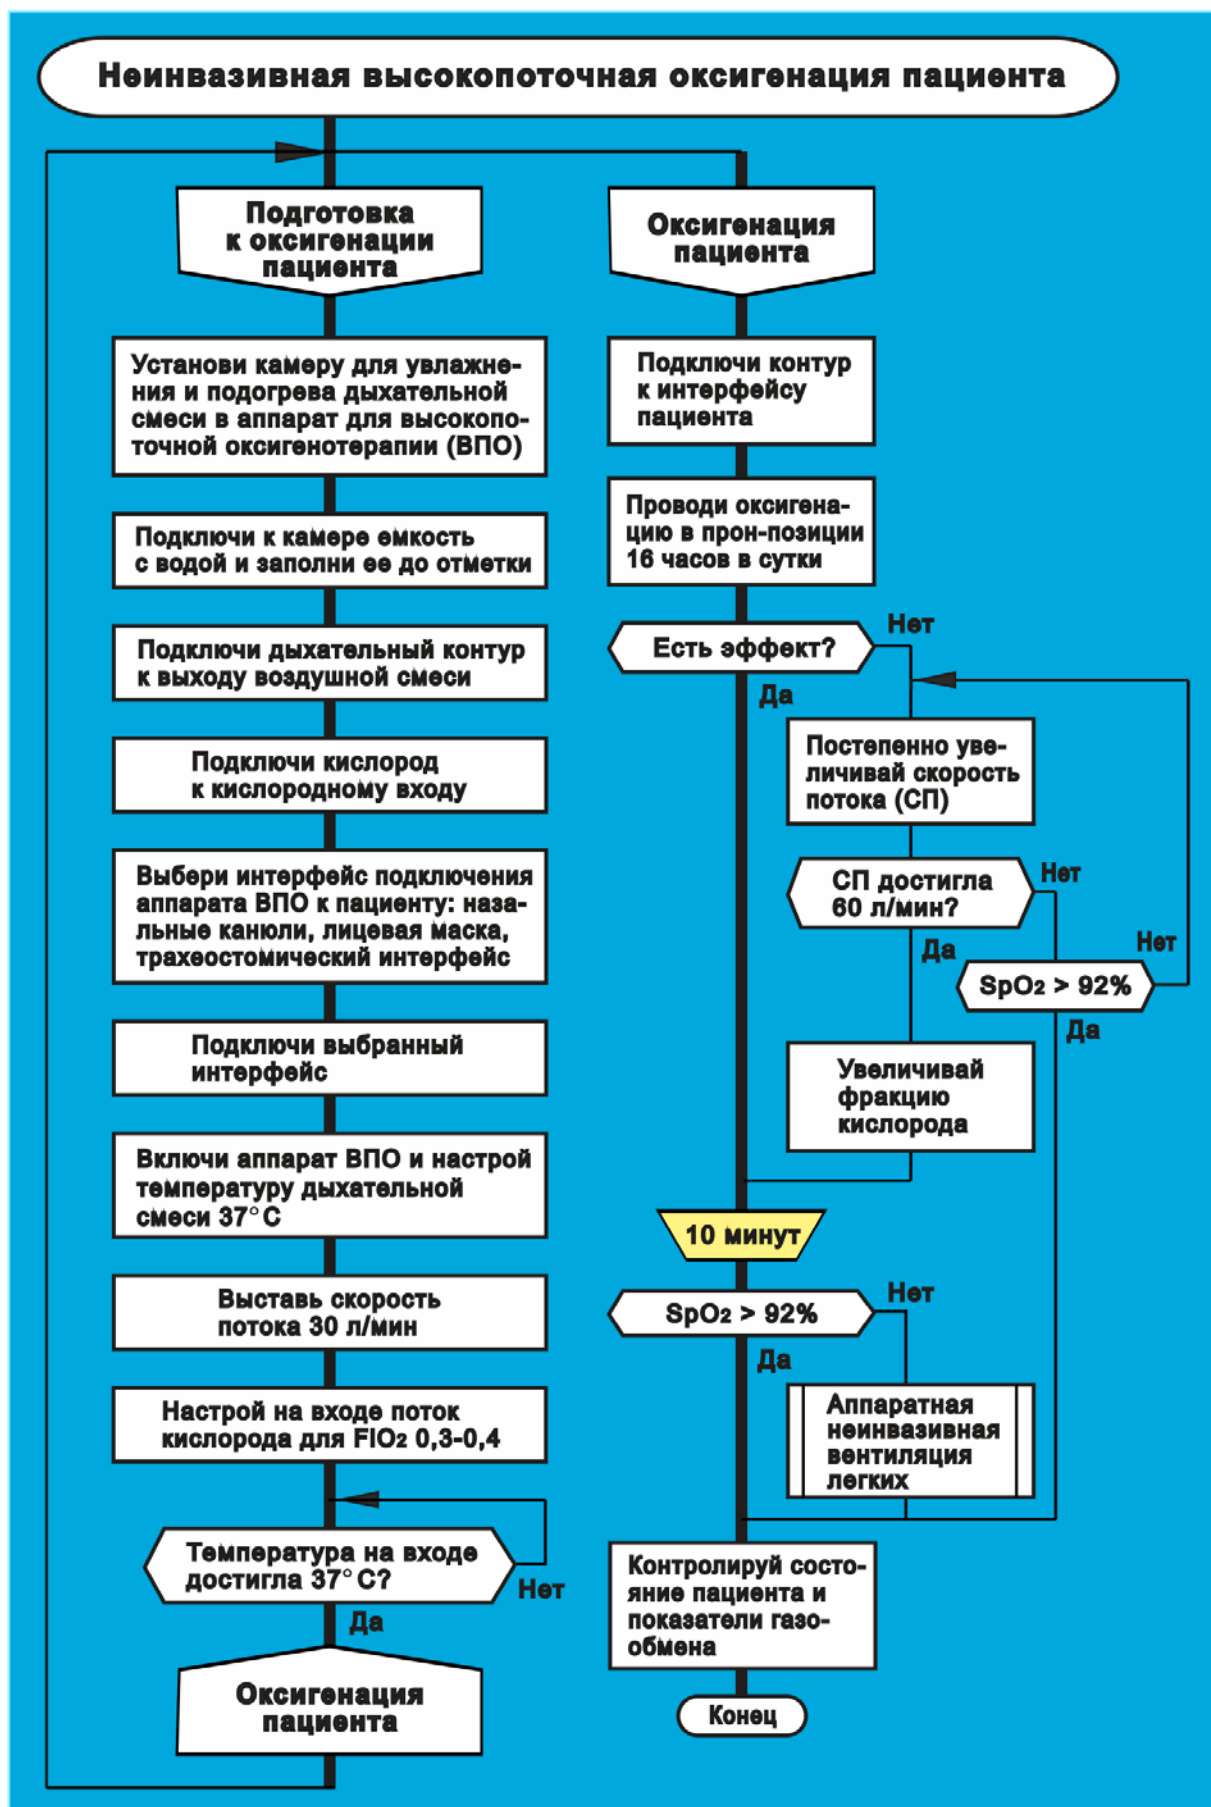 Неинвазивная высокопоточная оксигенация пациента
Подготовка
к оксигенации
пациента
Установи камеру для увлажне-
ния и подогрева дыхательной
смеси в аппарат для высокопо-
точной оксигенотерапии (ВПО)
Подключи к камере емкость
с водой и заполни ее до отметки
Подключи дыхательный контур
к выходу воздушной смеси
Подключи кислород
к кислородному входу
Выбери интерфейс подключения
аппарата ВПО к пациенту: наза-
льные канюли, лицевая маска,
трахеостомический интерфейс
Подключи выбранный
интерфейс
Включи аппарат ВПО и настрой
температуру дыхательной
смеси 37°С
Выставь скорость
потока 30 л/мин
Настрой на входе поток
кислорода для FIO2 0,3-0,4
Температура на входе
достигла 37°С?
Нет
Да
Оксигенация
пациента
Оксигенация
пациента
Подключи контур
к интерфейсу
пациента
Проводи оксигена-
цию в прон-позиции
16 часов в сутки
Есть эффект?
Нет
Да
Постепенно уве-
личивай скорость
потока (СП)
СП достигла
60 л/мин?
Нет
Да
SpO2 > 92%
Нет
Да
Увеличивай
фракцию
кислорода
10 минут
SpO2 > 92%
Нет
Да
Аппаратная
неинвазивная
вентиляция
легких
Контролируй состо-
яние пациента и
показатели газо-
обмена
Конец